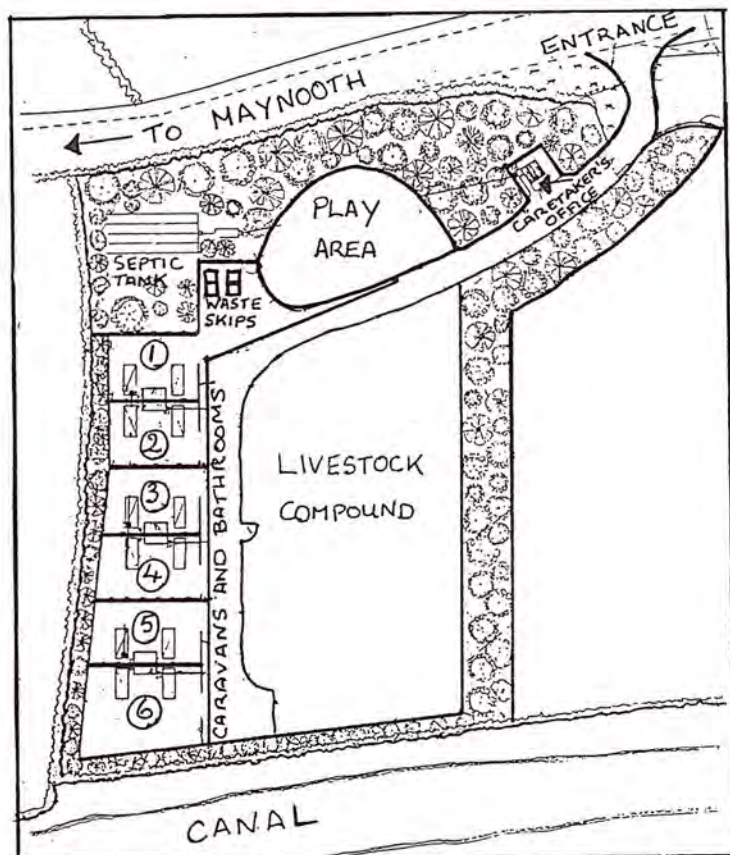 ENTRANCE
TO MAYNOOTH
CARETAKER'S
OFFICE
PLAY
AREA
SEPTIC
TANK
WASTE
SKIPS
1
2
3
4
5
6
CARAVANS AND BATHROOMS
LIVESTOCK
COMPOUND
CANAL